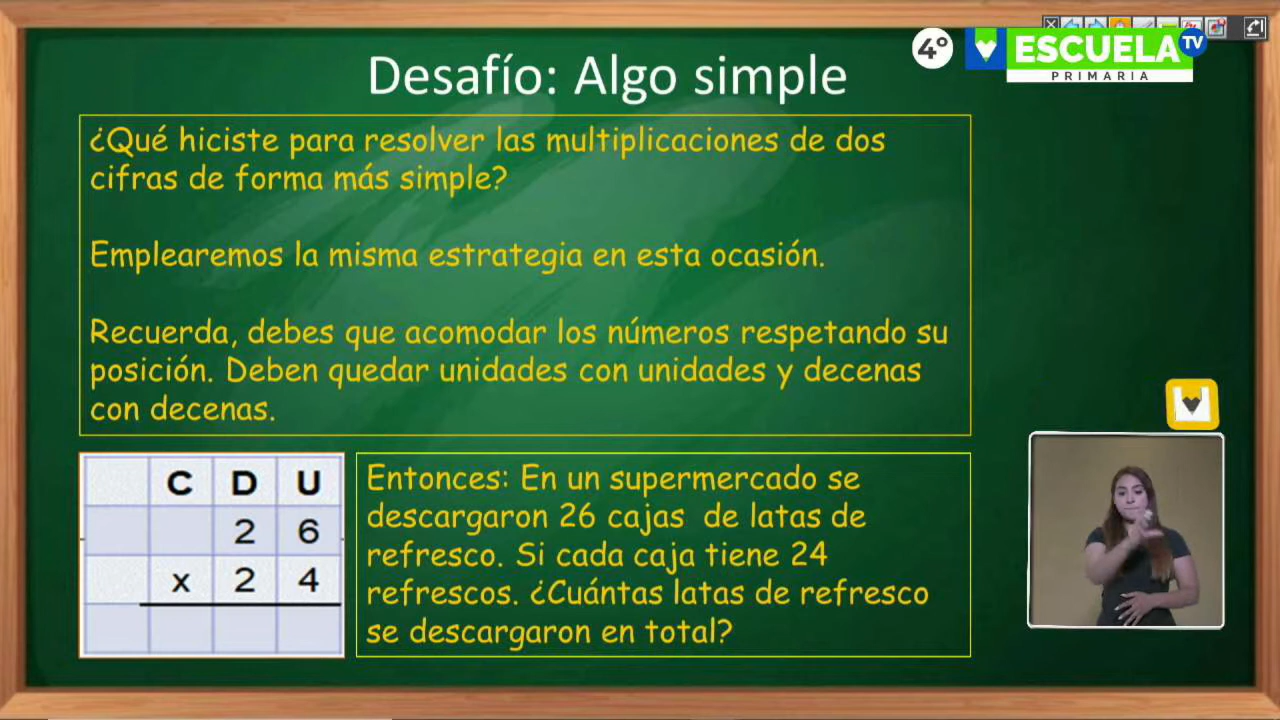 4°
ESCUELA TV
PRIMARIA
Desafío: Algo simple
¿Qué hiciste para resolver las multiplicaciones de dos
cifras de forma más simple?
Emplearemos la misma estrategia en esta ocasión.
Recuerda, debes que acomodar los números respetando su
posición. Deben quedar unidades con unidades y decenas
con decenas.
C D U
2 6
x 2 4
Entonces: En un supermercado se
descargaron 26 cajas de latas de
refresco. Si cada caja tiene 24
refrescos. ¿Cuántas latas de refresco
se descargaron en total?